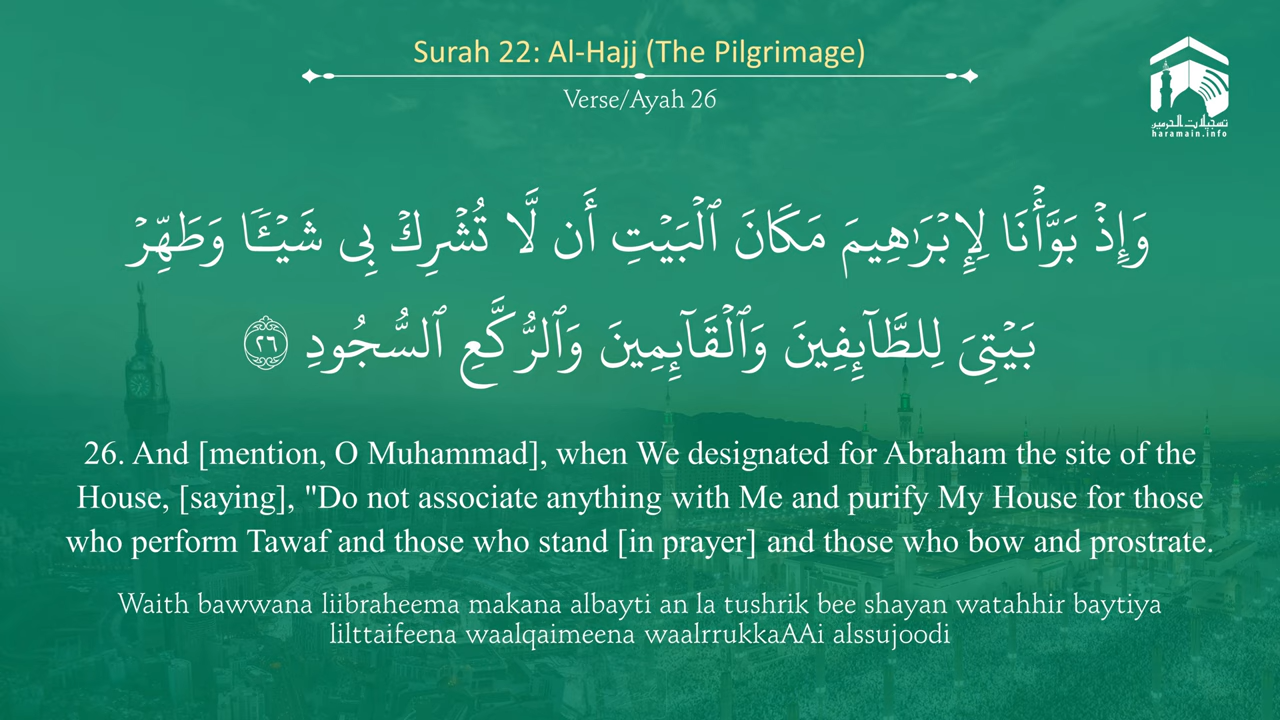 Surah 22: Al-Hajj (The Pilgrimage)
Verse/Ayah 26
تسجيلات الحرمين
haramain.info
وَإِذْ بَوَّأْنَا لِإِبْرَٰهِيمَ مَكَانَ ٱلْبَيْتِ أَن لَّا تُشْرِكْ بِى شَيْـًٔا وَطَهِّرْ
بَيْتِىَ لِلطَّآئِفِينَ وَٱلْقَآئِمِينَ وَٱلرُّكَّعِ ٱلسُّجُودِ ٢٦
26. And [mention, O Muhammad], when We designated for Abraham the site of the
House, [saying], "Do not associate anything with Me and purify My House for those
who perform Tawaf and those who stand [in prayer] and those who bow and prostrate.
Waith bawwana liibraheema makana albayti an la tushrik bee shayan watahhir baytiya
lilttaifeena waalqaimeena waalrrukkaAAi alssujoodi